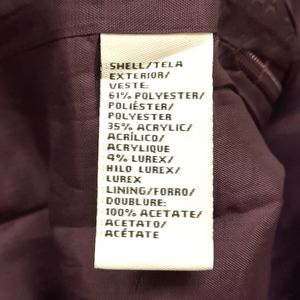 SHELL/TELA
EXTERIOR/
VESTE:
61% POLYESTER/
POLIÉSTER/
POLYESTER
35% ACRYLIC/
ACRÍLICO/
ACRYLIQUE
4% LUREX/
HILO LUREX/
LUREX
LINING/FORRO/
DOUBLURE:
100% ACETATE/
ACETATO/
ACÉTATE